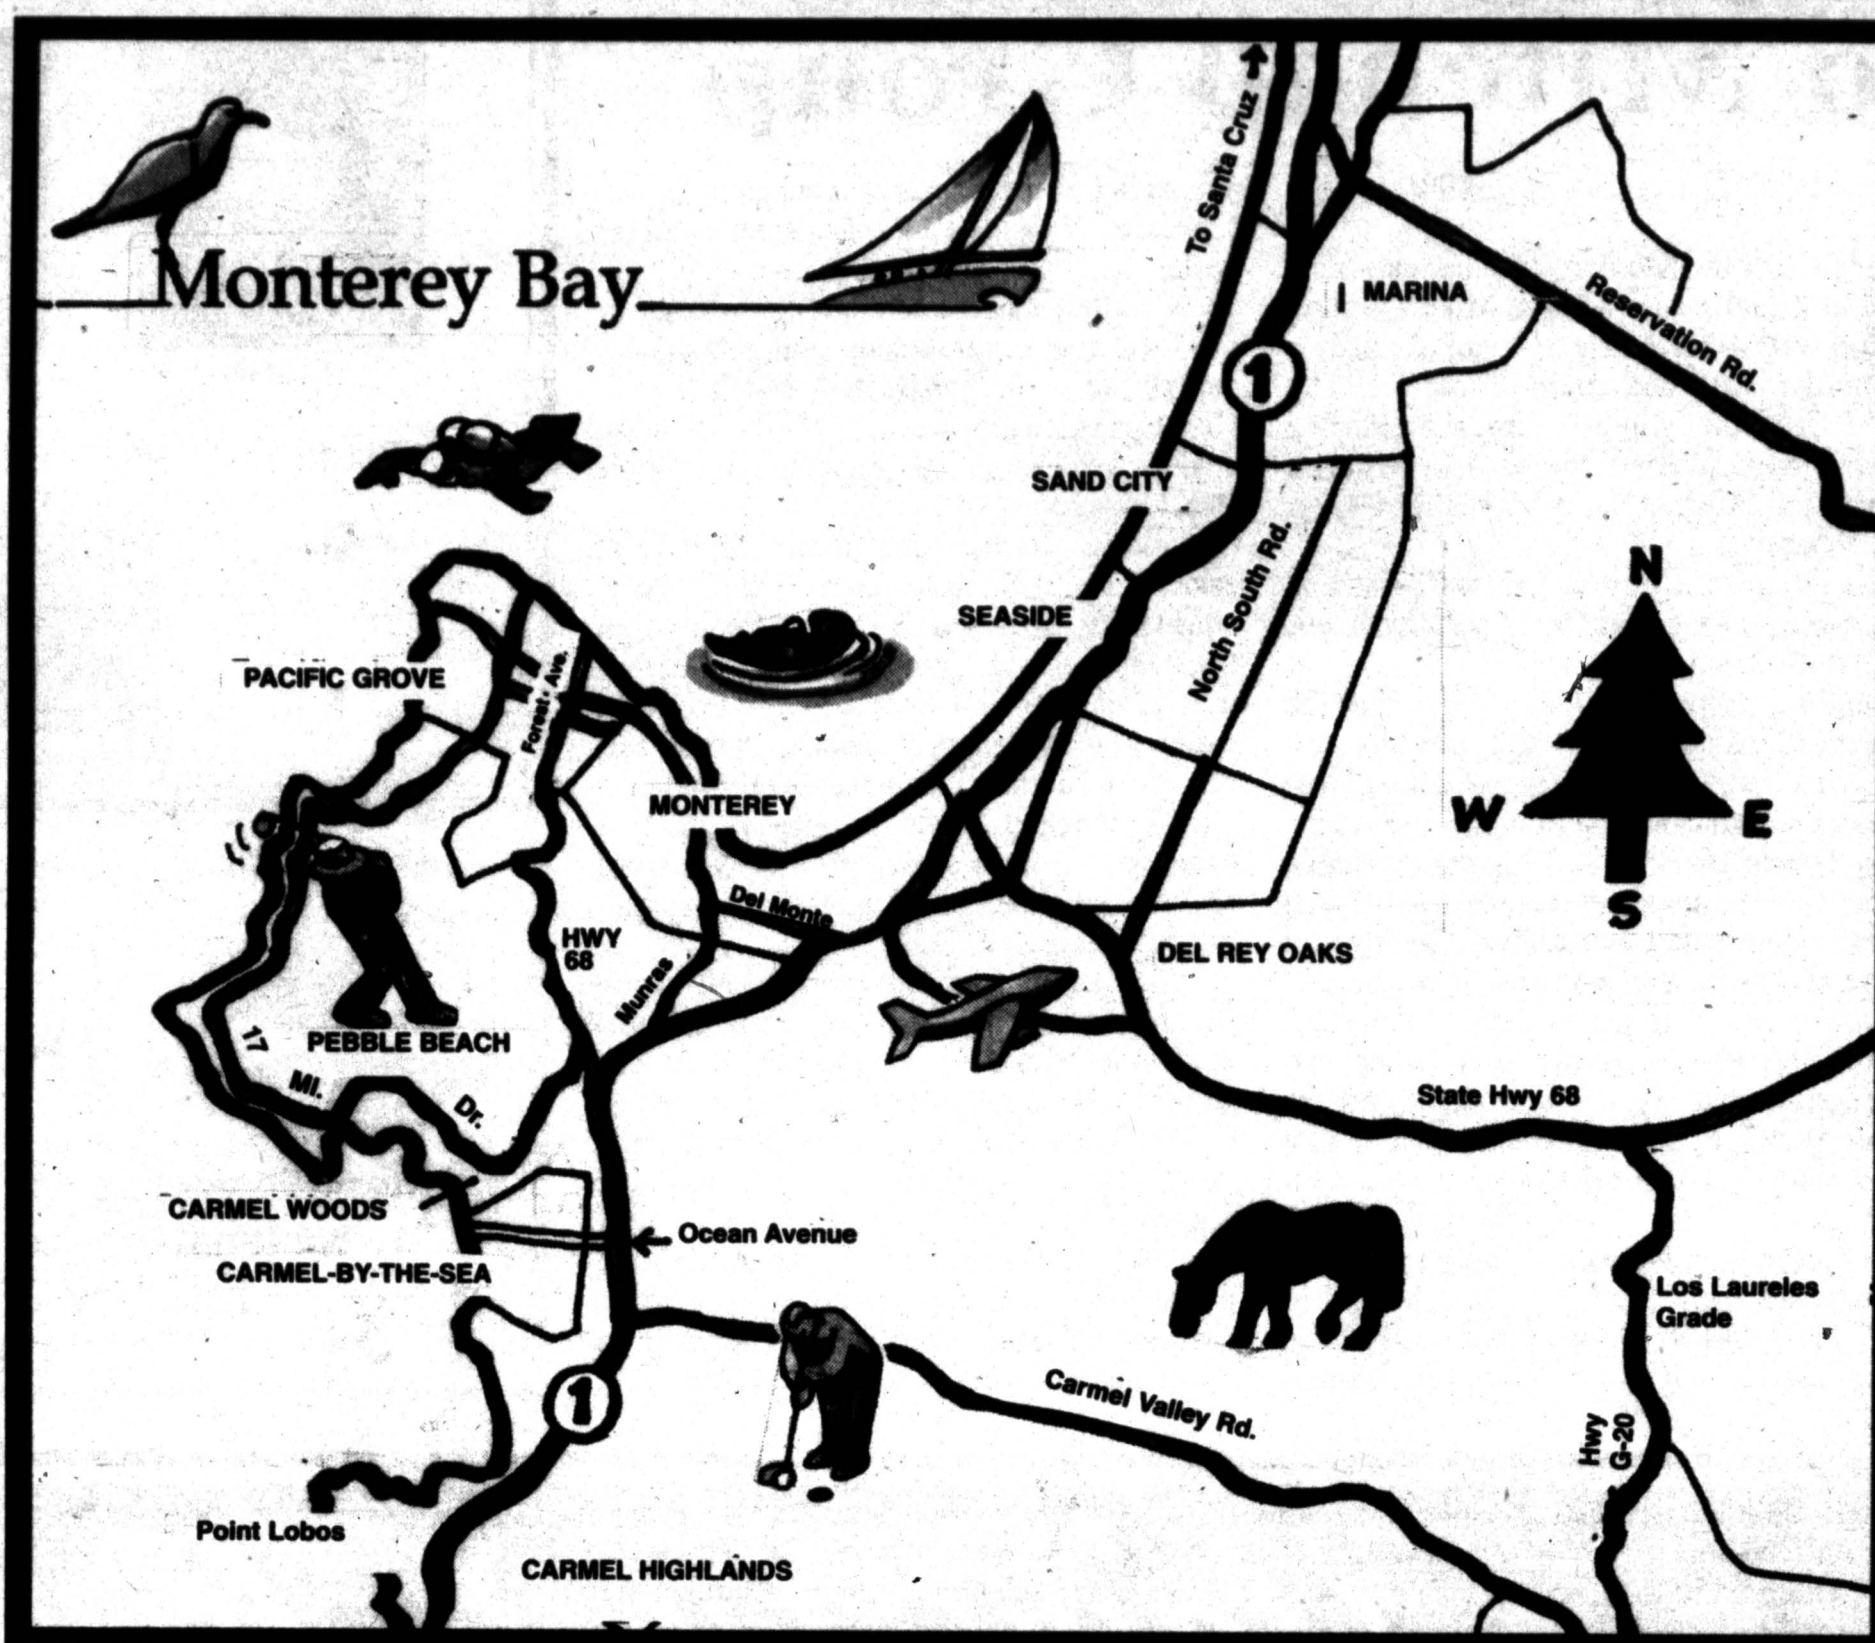 To Santa Cruz
Monterey Bay
MARINA
Reservation Rd.
1
SAND CITY
North South Rd.
N
SEASIDE
PACIFIC GROVE
Forest Ave.
MONTEREY
W
E
Del Monte
S
HWY
68
DEL REY OAKS
Munras
17
PEBBLE BEACH
MI.
Dr.
State Hwy 68
CARMEL WOODS
Ocean Avenue
CARMEL-BY-THE-SEA
Los Laureles
Grade
1
Carmel Valley Rd.
Hwy
G-20
Point Lobos
CARMEL HIGHLANDS